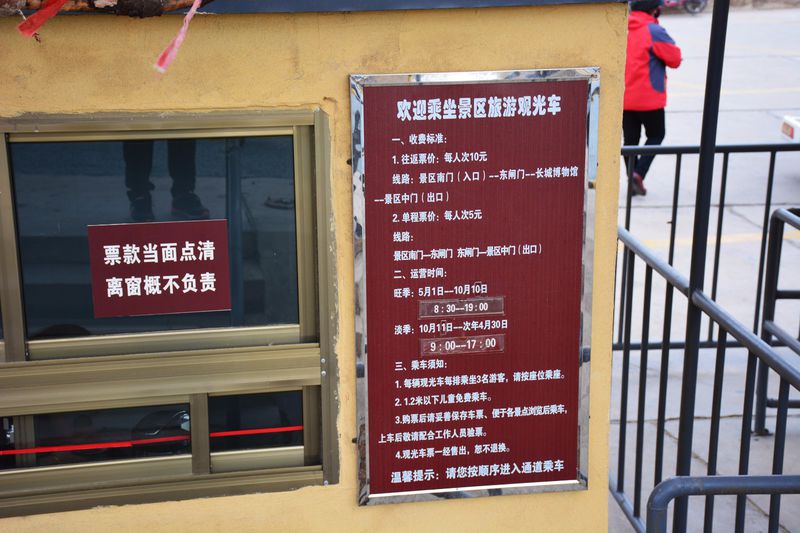 票款当面点清
离窗概不负责
欢迎乘坐景区旅游观光车
一、收费标准：
1. 往返票价：每人次10元
线路：景区南门（入口）--东闸门--长城博物馆
--景区中门（出口）
2. 单程票价：每人次5元
线路：
景区南门--东闸门 东闸门--景区中门（出口）
二、运营时间：
旺季：5月1日--10月10日
8：30--19：00
淡季：10月11日--次年4月30日
9：00--17：00
三、乘车须知：
1. 每辆观光车每排乘坐3名游客，请按座位乘座。
2. 1.2米以下儿童免费乘车。
3.购票后请妥善保存车票、便于各景点浏览后乘车，
上车后敬请配合工作人员验票。
4.观光车票一经售出，恕不退换。
温馨提示：请您按顺序进入通道乘车